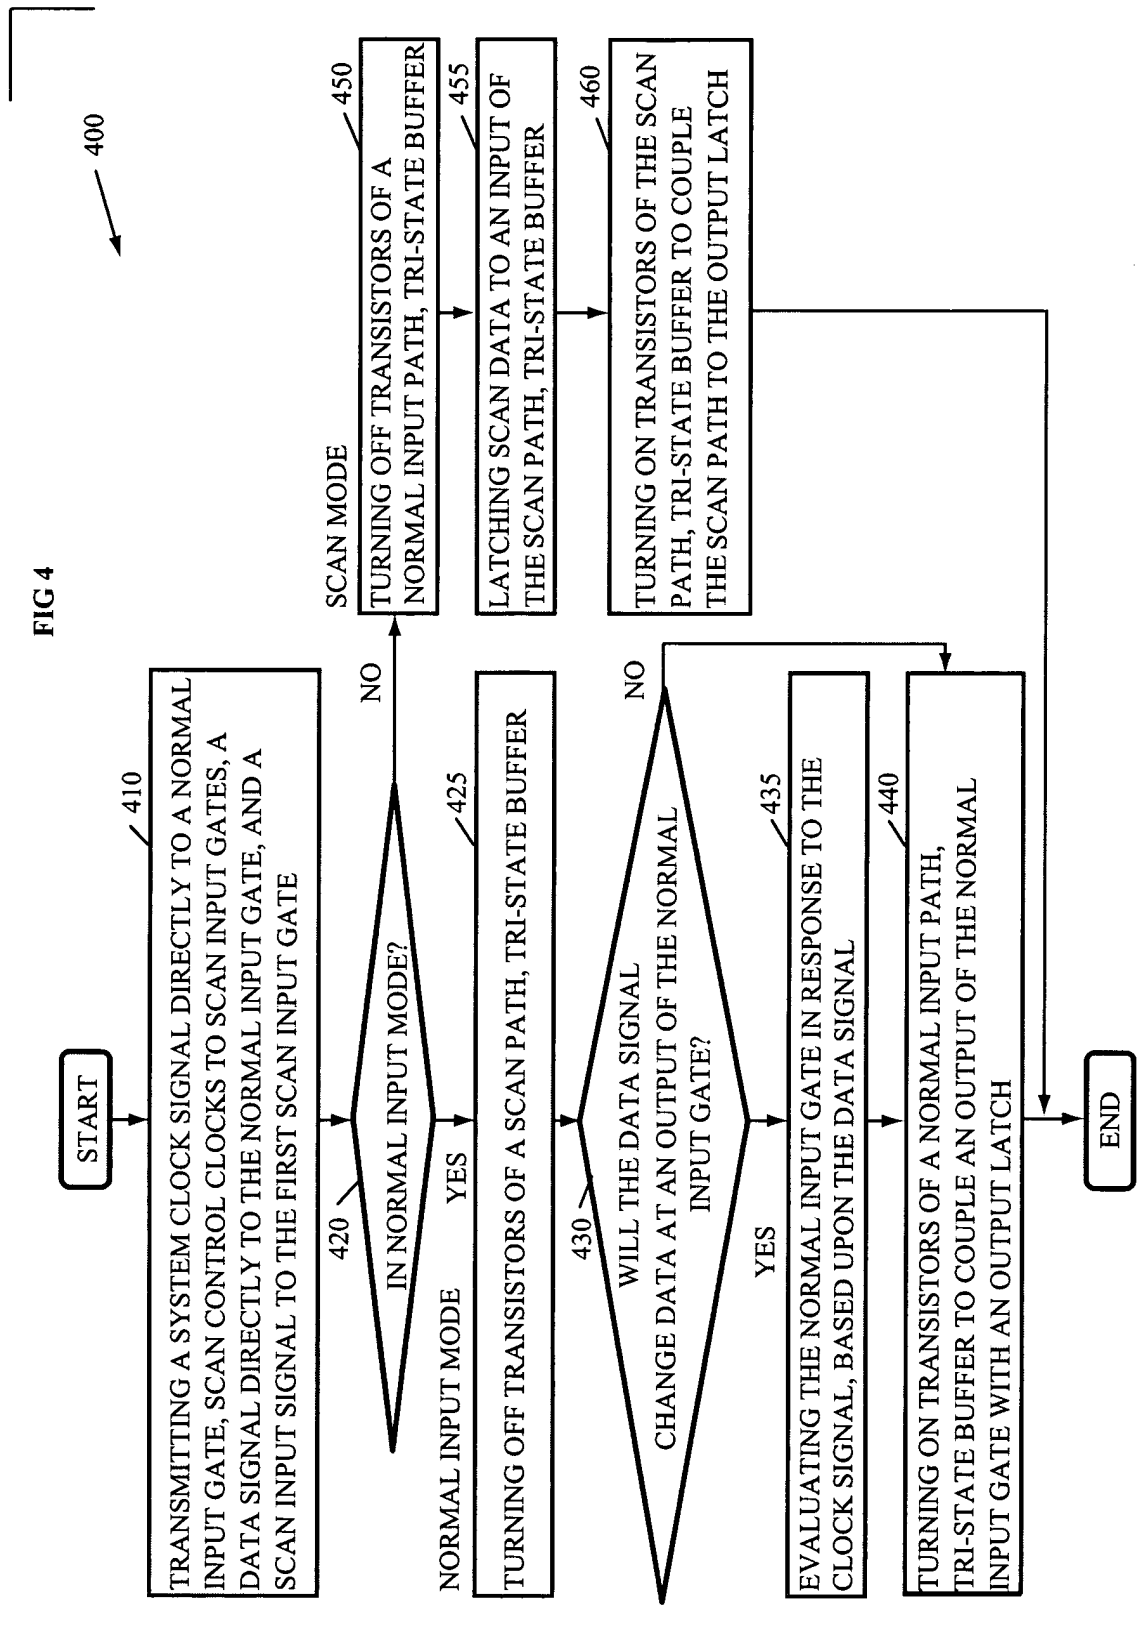 FIG 4
400
START
410
TRANSMITTING A SYSTEM CLOCK SIGNAL DIRECTLY TO A NORMAL
INPUT GATE, SCAN CONTROL CLOCKS TO SCAN INPUT GATES, A
DATA SIGNAL DIRECTLY TO THE NORMAL INPUT GATE, AND A
SCAN INPUT SIGNAL TO THE FIRST SCAN INPUT GATE
420
IN NORMAL INPUT MODE?
NO
YES
NORMAL INPUT MODE
425
TURNING OFF TRANSISTORS OF A SCAN PATH, TRI-STATE BUFFER
430
WILL THE DATA SIGNAL
CHANGE DATA AT AN OUTPUT OF THE NORMAL
INPUT GATE?
NO
YES
435
EVALUATING THE NORMAL INPUT GATE IN RESPONSE TO THE
CLOCK SIGNAL, BASED UPON THE DATA SIGNAL
440
TURNING ON TRANSISTORS OF A NORMAL INPUT PATH,
TRI-STATE BUFFER TO COUPLE AN OUTPUT OF THE NORMAL
INPUT GATE WITH AN OUTPUT LATCH
SCAN MODE
450
TURNING OFF TRANSISTORS OF A
NORMAL INPUT PATH, TRI-STATE BUFFER
455
LATCHING SCAN DATA TO AN INPUT OF
THE SCAN PATH, TRI-STATE BUFFER
460
TURNING ON TRANSISTORS OF THE SCAN
PATH, TRI-STATE BUFFER TO COUPLE
THE SCAN PATH TO THE OUTPUT LATCH
END